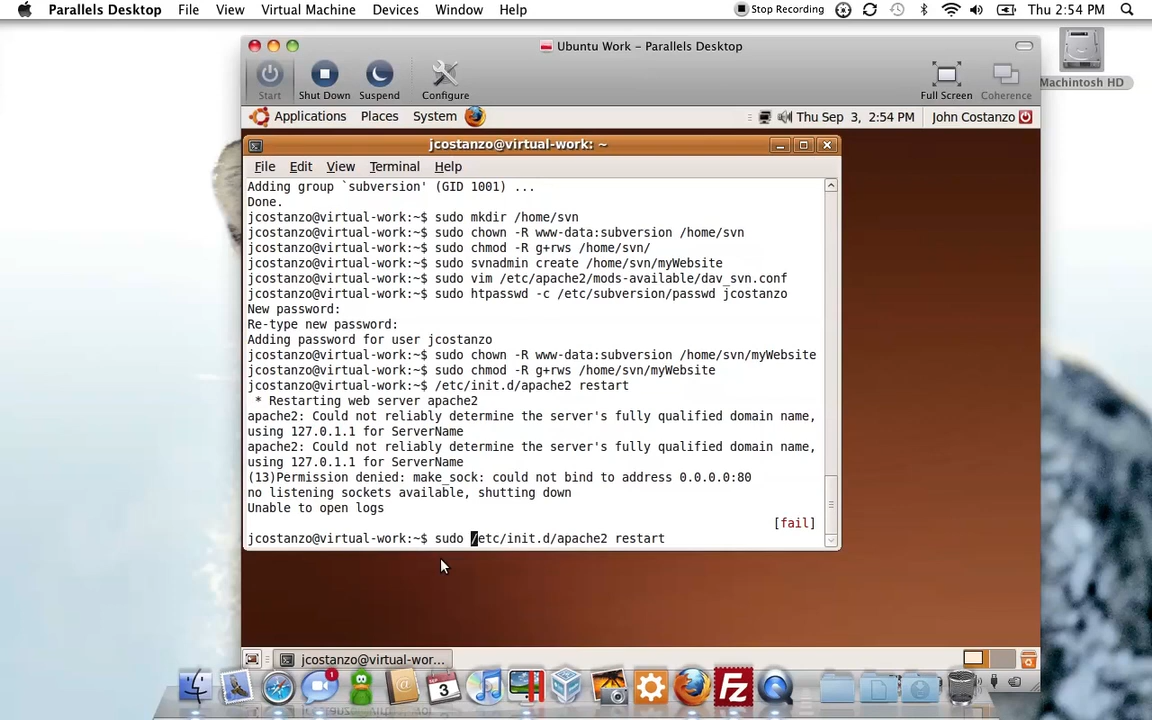 Parallels Desktop File View Virtual Machine Devices Window Help Stop Recording Thu 2:54 PM
Ubuntu Work – Parallels Desktop
Start Shut Down Suspend Configure Full Screen Coherence
Macintosh HD
Applications Places System Thu Sep 3, 2:54 PM John Costanzo
jcostanzo@virtual-work: ~
File Edit View Terminal Help
Adding group `subversion' (GID 1001) ...
Done.
jcostanzo@virtual-work:~$ sudo mkdir /home/svn
jcostanzo@virtual-work:~$ sudo chown -R www-data:subversion /home/svn
jcostanzo@virtual-work:~$ sudo chmod -R g+rws /home/svn/
jcostanzo@virtual-work:~$ sudo svnadmin create /home/svn/myWebsite
jcostanzo@virtual-work:~$ sudo vim /etc/apache2/mods-available/dav_svn.conf
jcostanzo@virtual-work:~$ sudo htpasswd -c /etc/subversion/passwd jcostanzo
New password:
Re-type new password:
Adding password for user jcostanzo
jcostanzo@virtual-work:~$ sudo chown -R www-data:subversion /home/svn/myWebsite
jcostanzo@virtual-work:~$ sudo chmod -R g+rws /home/svn/myWebsite
jcostanzo@virtual-work:~$ /etc/init.d/apache2 restart
* Restarting web server apache2
apache2: Could not reliably determine the server's fully qualified domain name,
using 127.0.1.1 for ServerName
apache2: Could not reliably determine the server's fully qualified domain name,
using 127.0.1.1 for ServerName
(13)Permission denied: make_sock: could not bind to address 0.0.0.0:80
no listening sockets available, shutting down
Unable to open logs
[fail]
jcostanzo@virtual-work:~$ sudo /etc/init.d/apache2 restart
jcostanzo@virtual-wor...
1
3
Fz